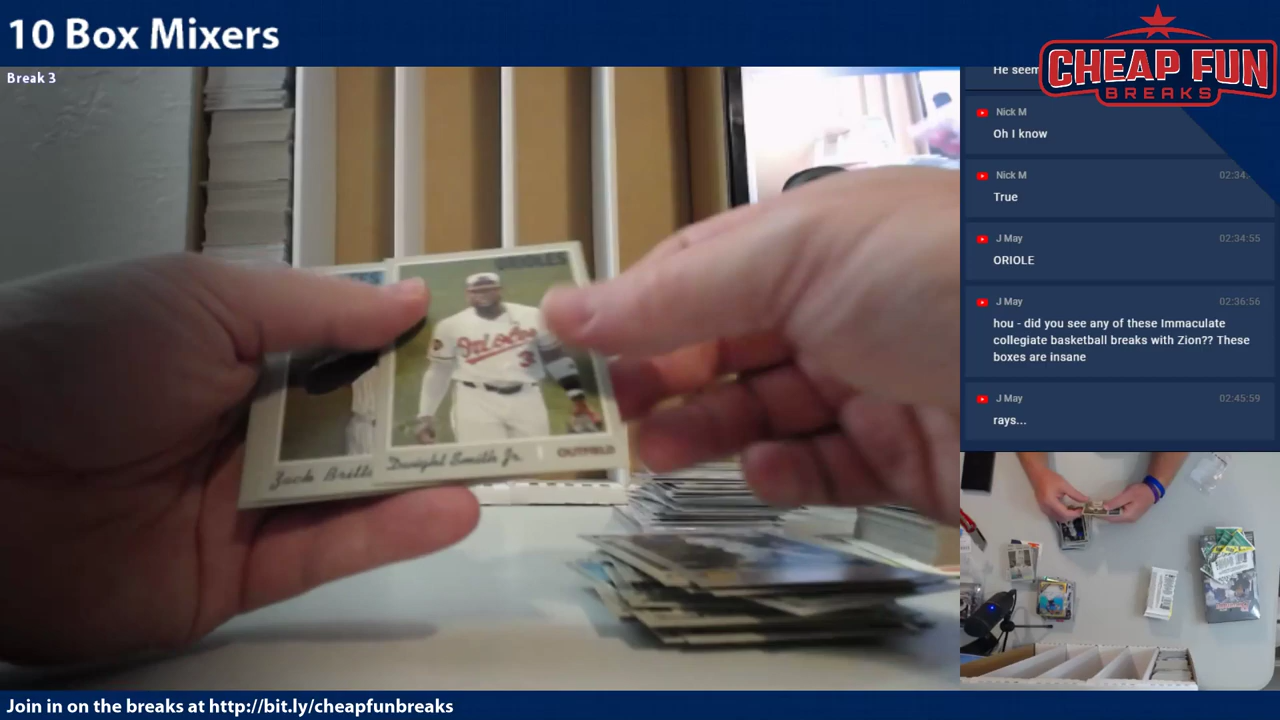 10 Box Mixers
Break 3
CHEAP FUN
BREAKS
He seem
Nick M
Oh I know
Nick M 02:34:
True
J May 02:34:55
ORIOLE
J May 02:36:56
hou - did you see any of these Immaculate
collegiate basketball breaks with Zion?? These
boxes are insane
J May 02:45:59
rays...
ORIOLES
Orioles
Zack Britt
Dwight Smith Jr. OUTFIELD
Join in on the breaks at http://bit.ly/cheapfunbreaks